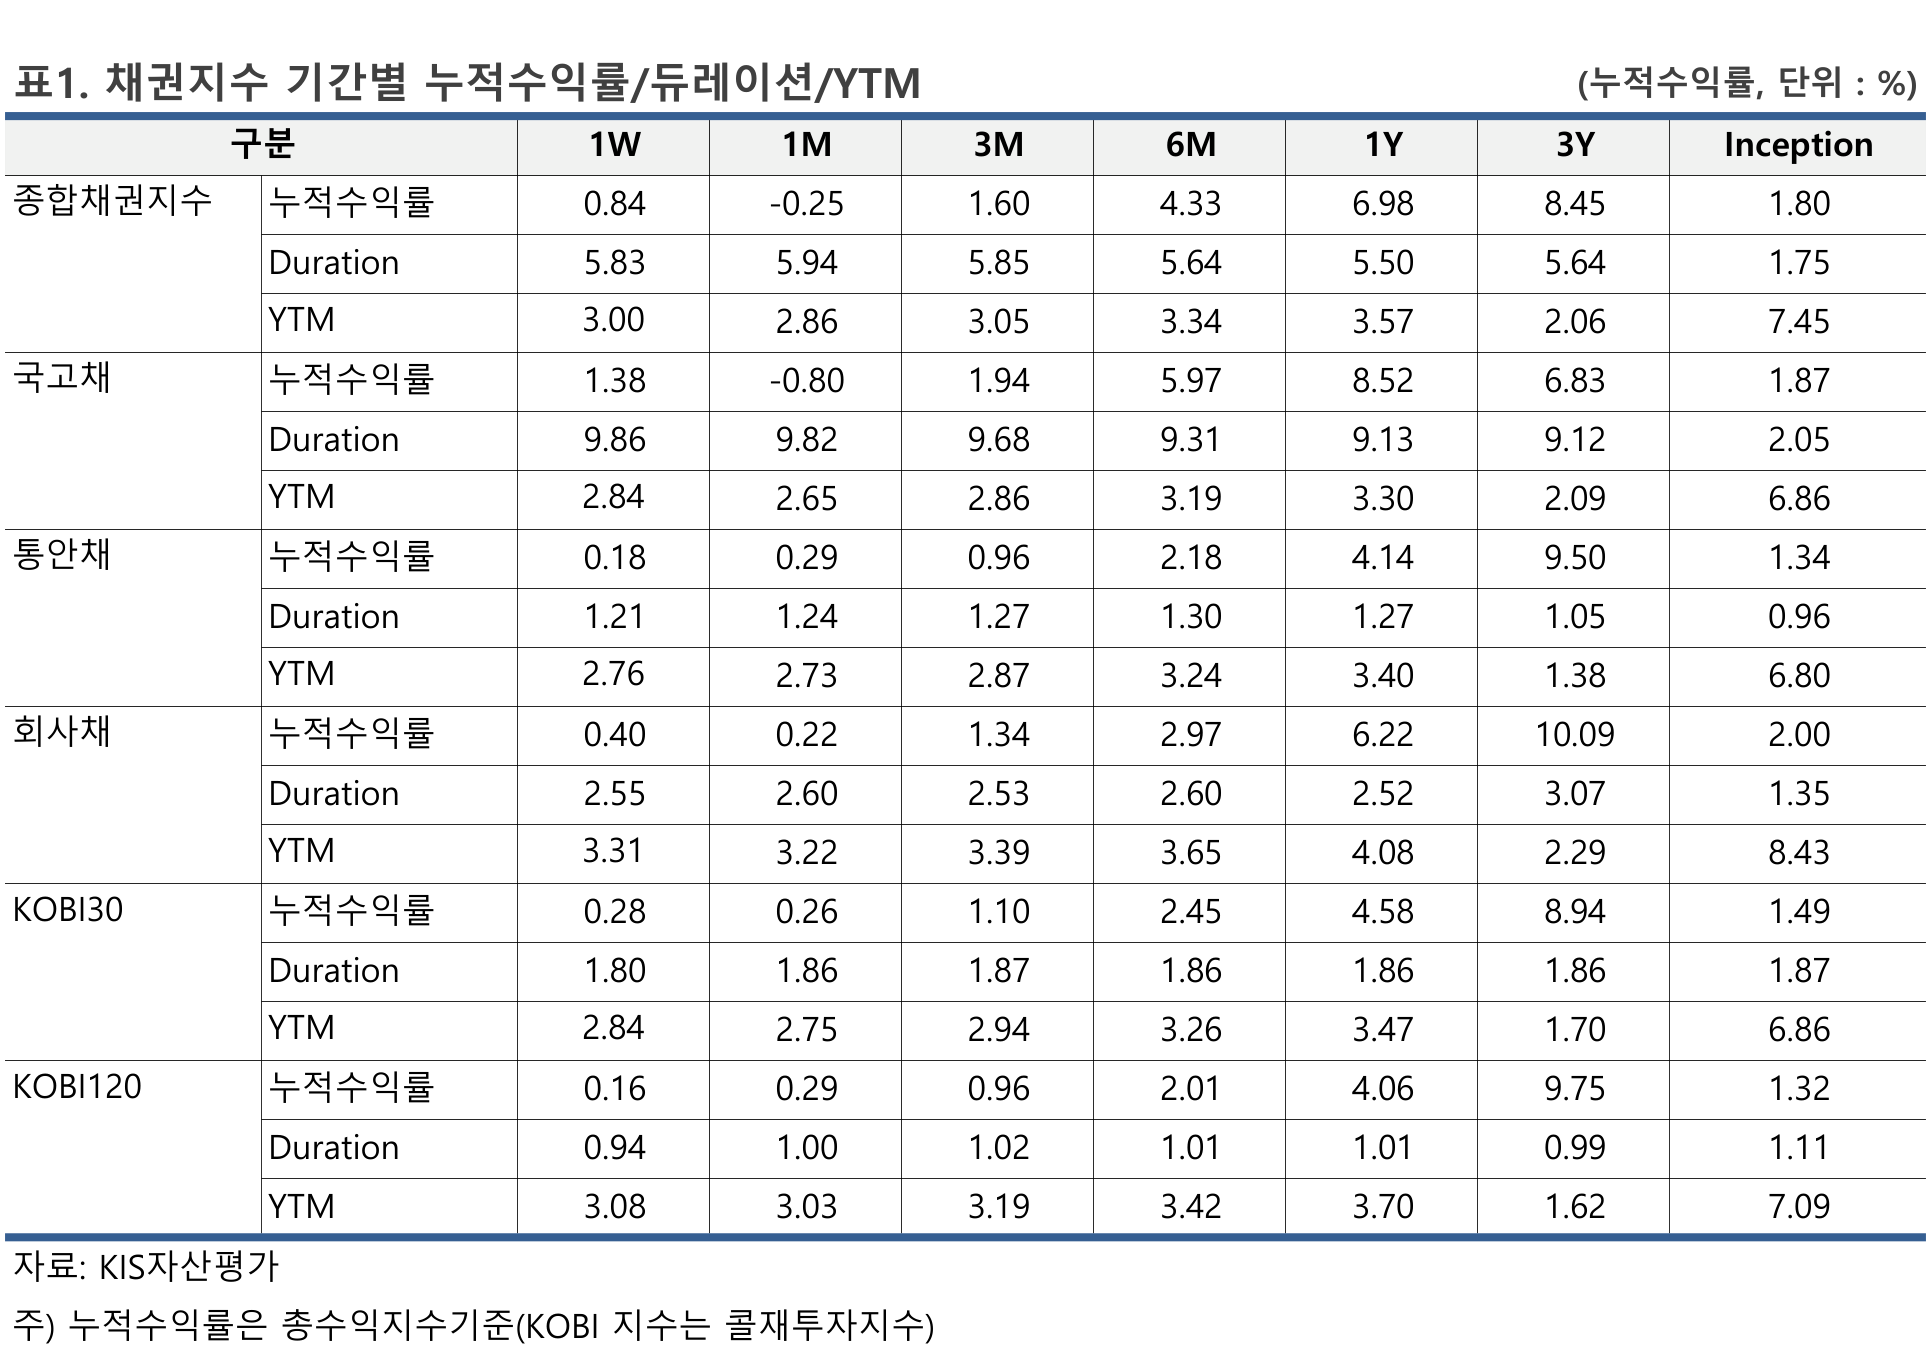 표1. 채권지수 기간별 누적수익률/듀레이션/YTM (누적수익률, 단위 : %)
구분 1W 1M 3M 6M 1Y 3Y Inception
종합채권지수 누적수익률 0.84 -0.25 1.60 4.33 6.98 8.45 1.80
Duration 5.83 5.94 5.85 5.64 5.50 5.64 1.75
YTM 3.00 2.86 3.05 3.34 3.57 2.06 7.45
국고채 누적수익률 1.38 -0.80 1.94 5.97 8.52 6.83 1.87
Duration 9.86 9.82 9.68 9.31 9.13 9.12 2.05
YTM 2.84 2.65 2.86 3.19 3.30 2.09 6.86
통안채 누적수익률 0.18 0.29 0.96 2.18 4.14 9.50 1.34
Duration 1.21 1.24 1.27 1.30 1.27 1.05 0.96
YTM 2.76 2.73 2.87 3.24 3.40 1.38 6.80
회사채 누적수익률 0.40 0.22 1.34 2.97 6.22 10.09 2.00
Duration 2.55 2.60 2.53 2.60 2.52 3.07 1.35
YTM 3.31 3.22 3.39 3.65 4.08 2.29 8.43
KOBI30 누적수익률 0.28 0.26 1.10 2.45 4.58 8.94 1.49
Duration 1.80 1.86 1.87 1.86 1.86 1.86 1.87
YTM 2.84 2.75 2.94 3.26 3.47 1.70 6.86
KOBI120 누적수익률 0.16 0.29 0.96 2.01 4.06 9.75 1.32
Duration 0.94 1.00 1.02 1.01 1.01 0.99 1.11
YTM 3.08 3.03 3.19 3.42 3.70 1.62 7.09
자료: KIS자산평가
주) 누적수익률은 총수익지수기준(KOBI 지수는 콜재투자지수)